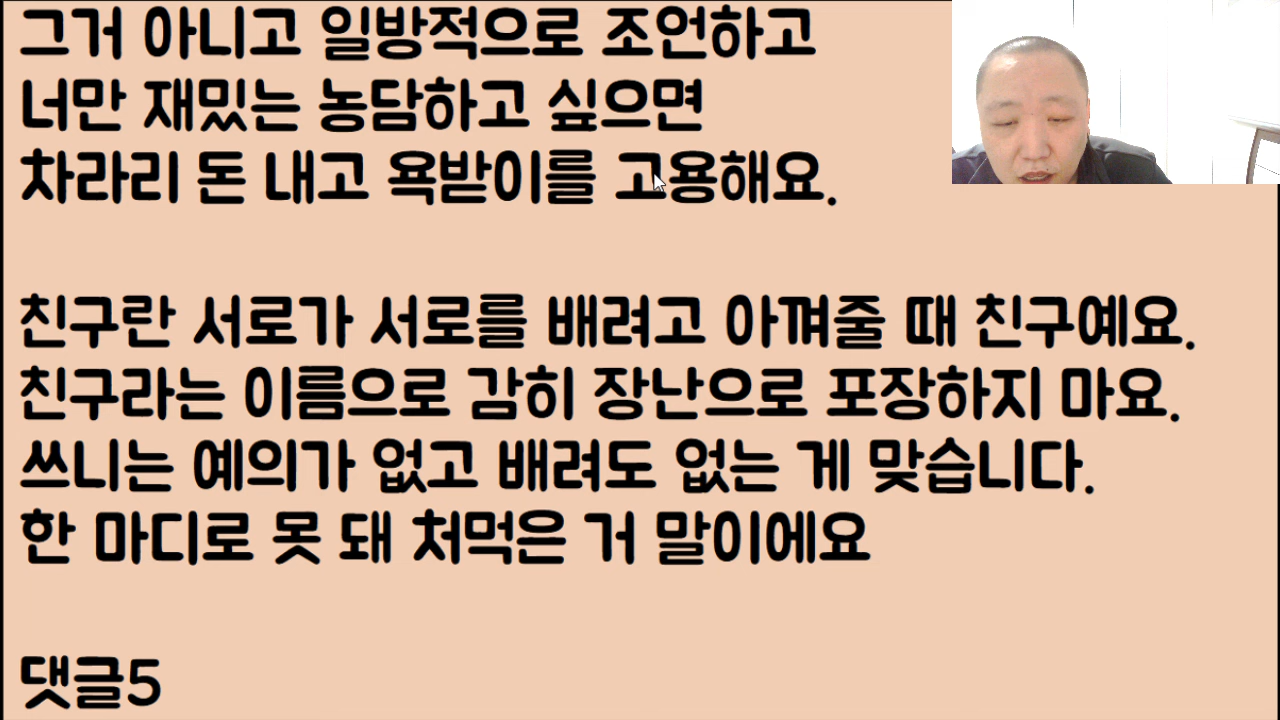 그거 아니고 일방적으로 조언하고
너만 재밌는 농담하고 싶으면
차라리 돈 내고 욕받이를 고용해요.
친구란 서로가 서로를 배려고 아껴줄 때 친구예요.
친구라는 이름으로 감히 장난으로 포장하지 마요.
쓰니는 예의가 없고 배려도 없는 게 맞습니다.
한 마디로 못 돼 처먹은 거 말이에요
댓글5